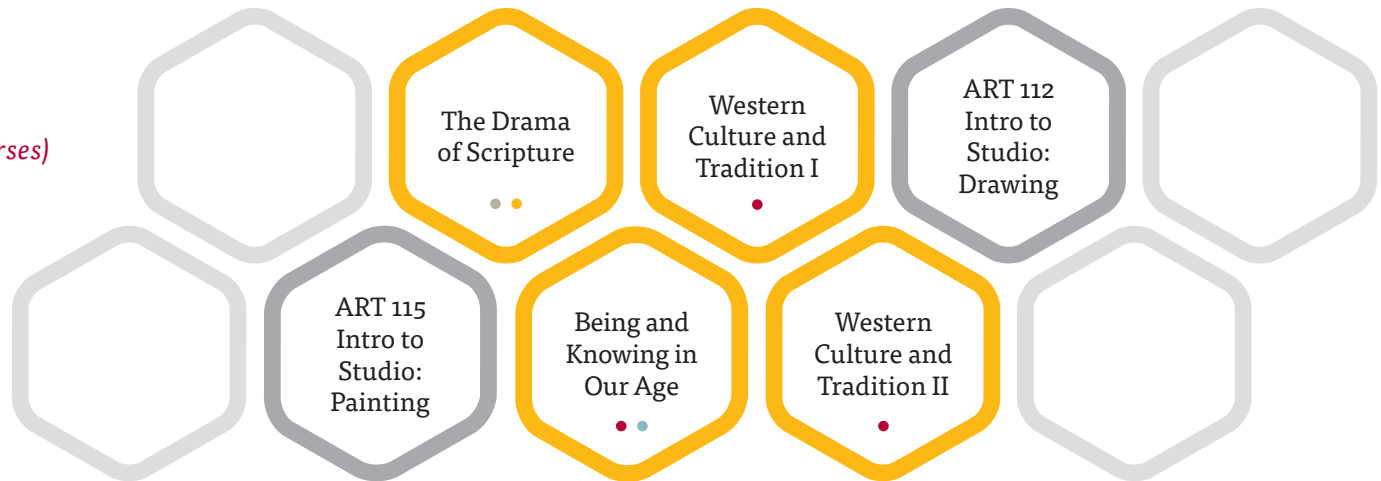 rses)
The Drama
of Scripture
Western
Culture and
Tradition I
ART 112
Intro to
Studio:
Drawing
ART 115
Intro to
Studio:
Painting
Being and
Knowing in
Our Age
Western
Culture and
Tradition II